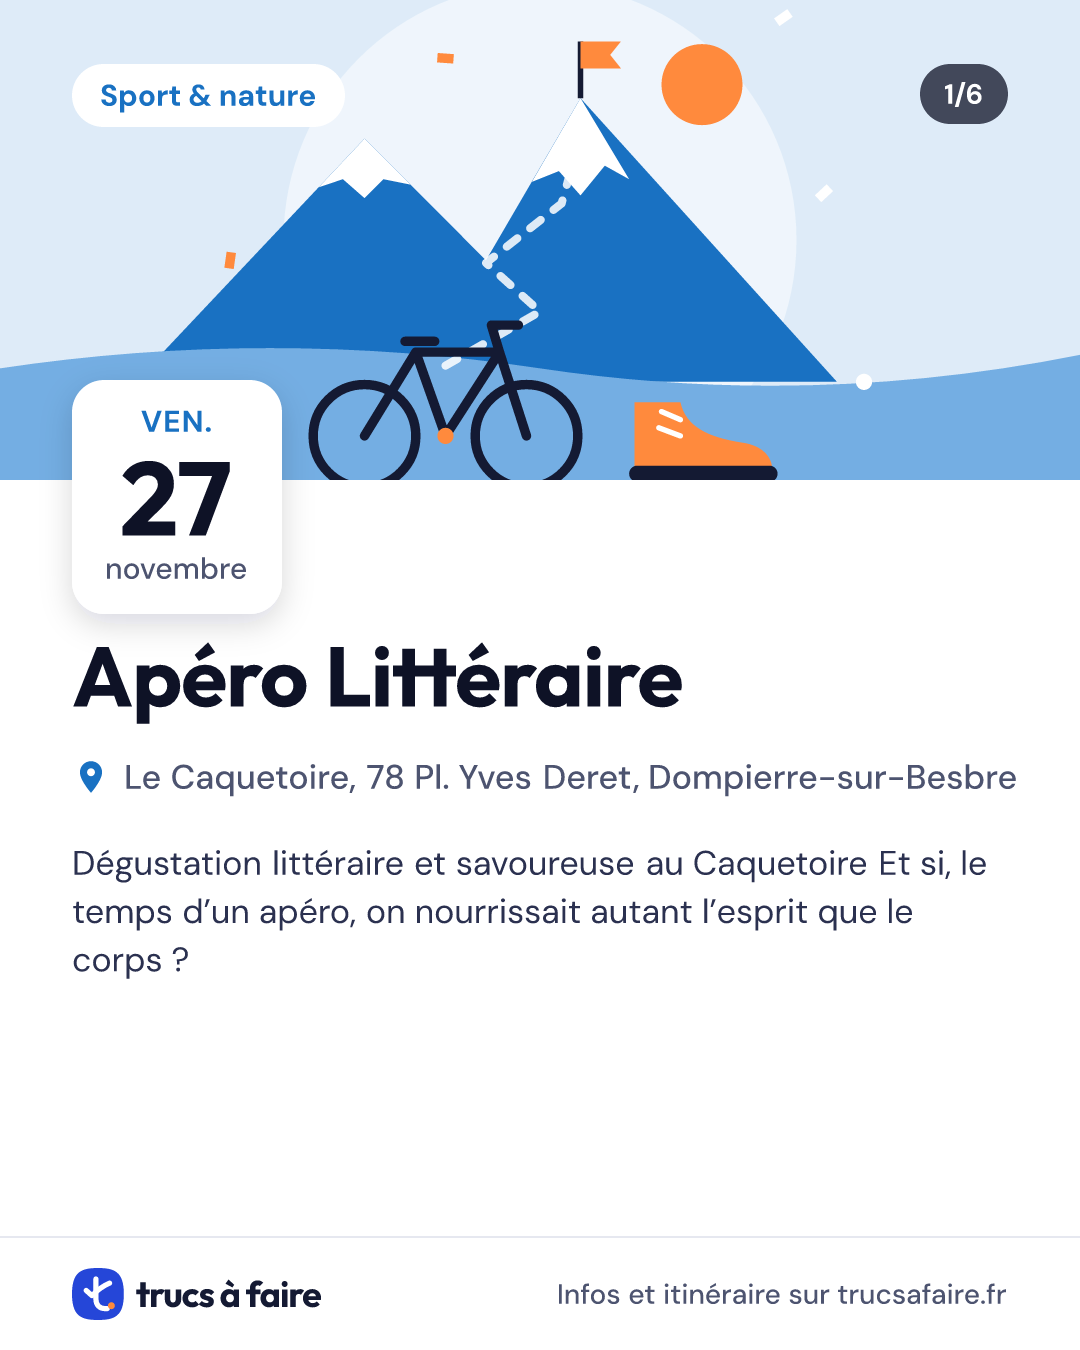 Sport & nature
1/6
VEN.
27
novembre
Apéro Littéraire
Le Caquetoire, 78 Pl. Yves Deret, Dompierre-sur-Besbre
Dégustation littéraire et savoureuse au Caquetoire Et si, le
temps d’un apéro, on nourrissait autant l’esprit que le
corps ?
trucs à faire
Infos et itinéraire sur trucsafaire.fr